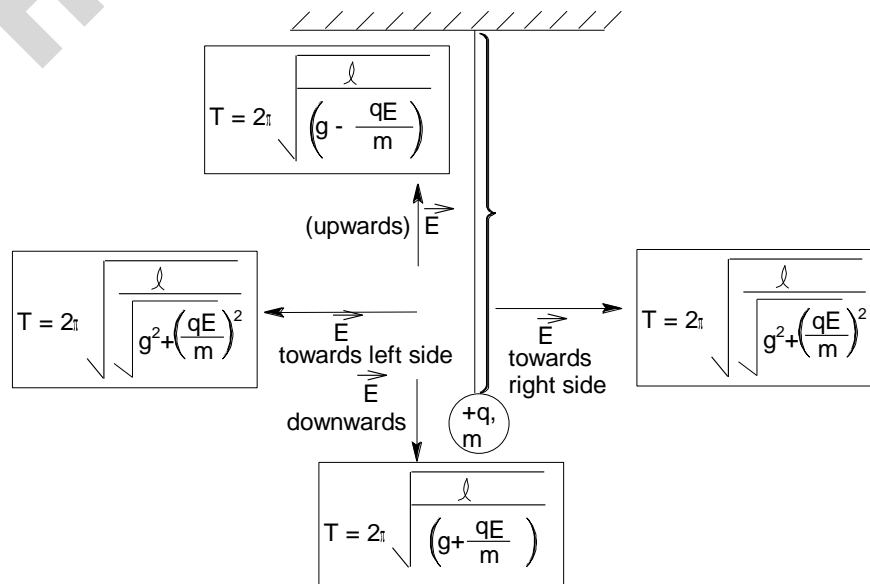 T = 2π √(ℓ / (g - qE/m))
(upwards) E⃗
T = 2π √(ℓ / √(g²+(qE/m)²))
E⃗
towards left side
E⃗
downwards
E⃗
towards
right side
T = 2π √(ℓ / √(g²+(qE/m)²))
+q,
m
T = 2π √(ℓ / (g+ qE/m))